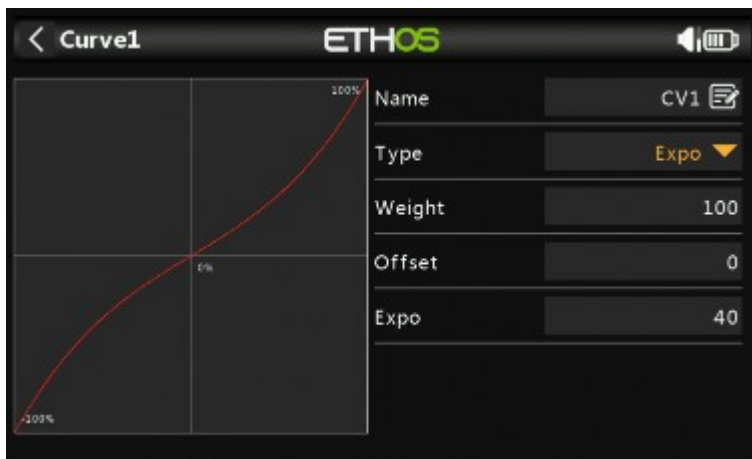 Curve1
ETHOS
100%
Name
CV1
Type
Expo
Weight
100
0%
Offset
0
Expo
40
-100%